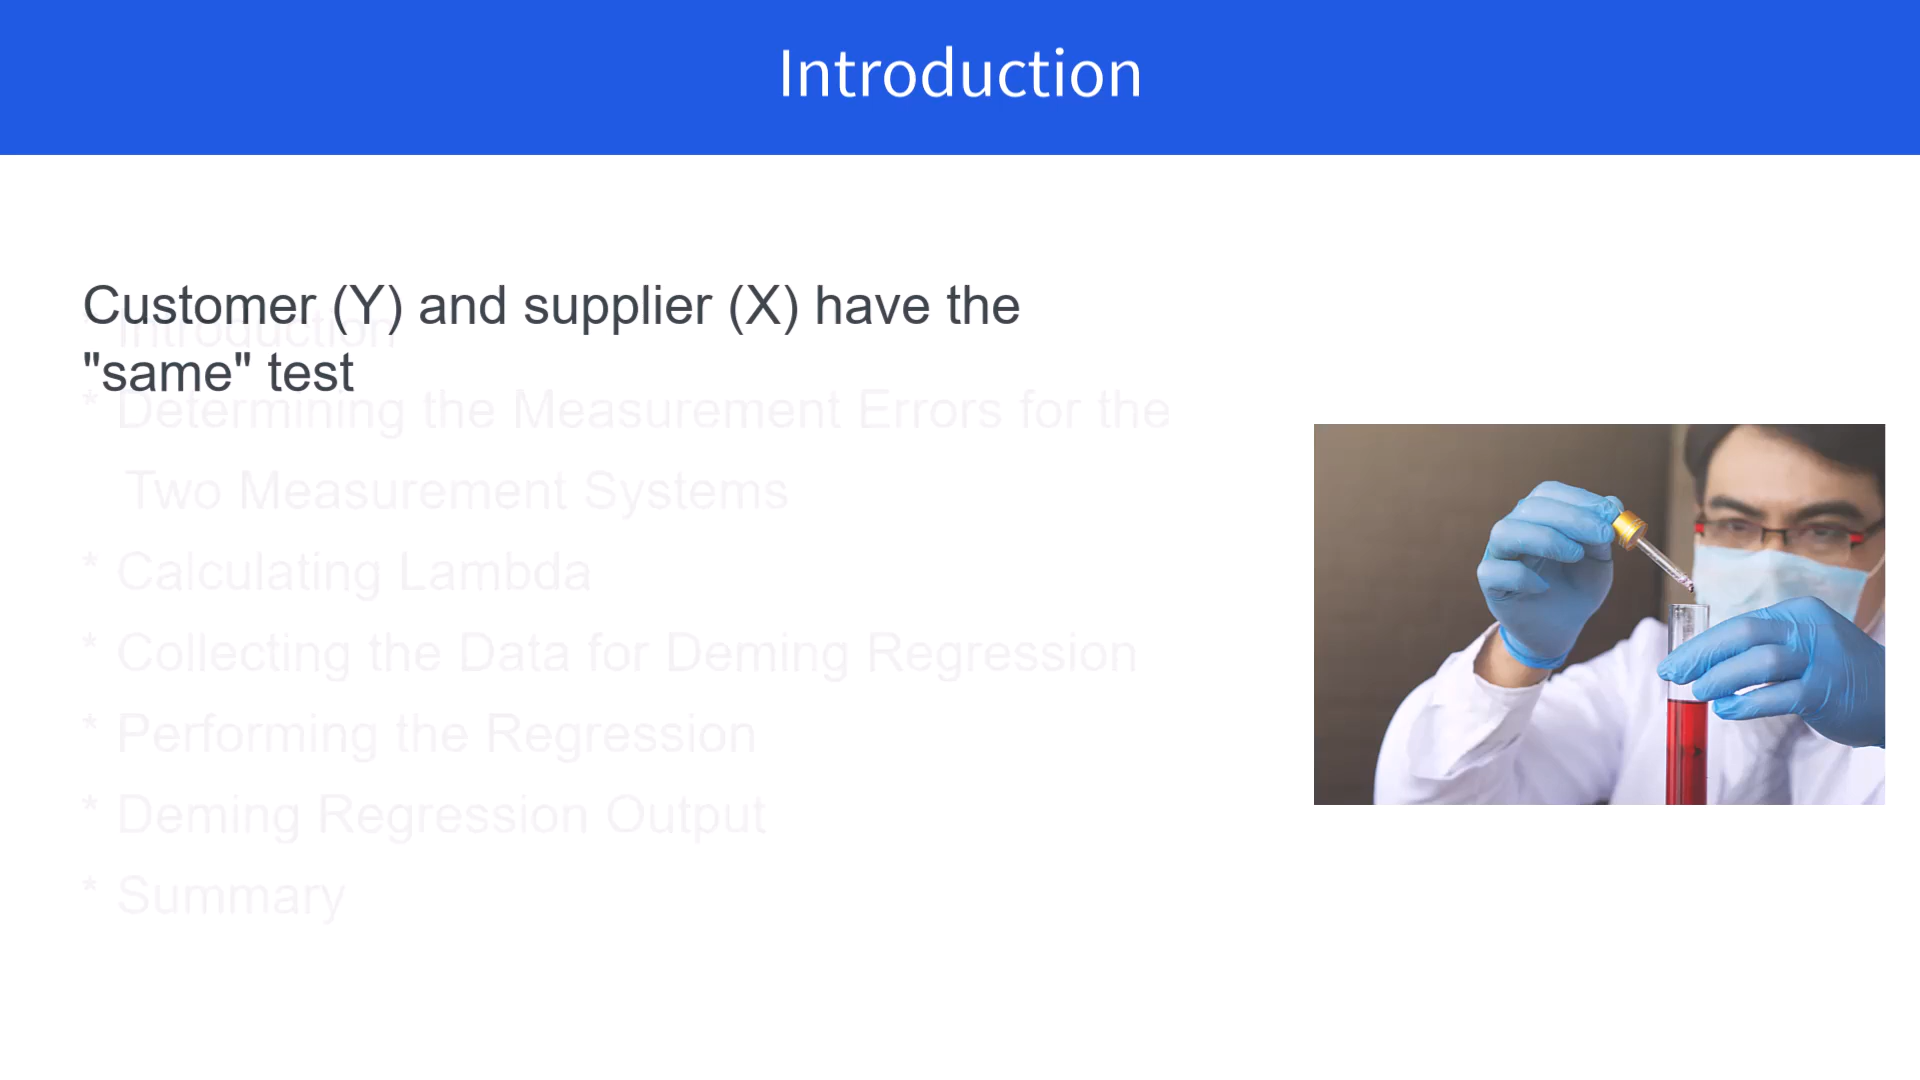 Introduction
Customer (Y) and supplier (X) have the
"same" test
Introduction
* Determining the Measurement Errors for the
Two Measurement Systems
* Calculating Lambda
* Collecting the Data for Deming Regression
* Performing the Regression
* Deming Regression Output
* Summary